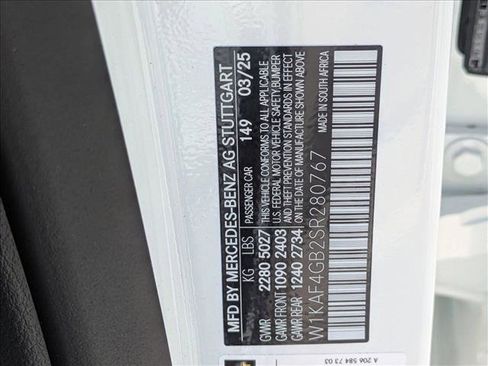 MFD BY MERCEDES-BENZ AG STUTTGART
PASSENGER CAR 149 03/25
KG LBS
GVWR 2280 5027
GAWR FRONT 1090 2403
GAWR REAR 1240 2734
THIS VEHICLE CONFORMS TO ALL APPLICABLE
U.S. FEDERAL MOTOR VEHICLE SAFETY, BUMPER
AND THEFT PREVENTION STANDARDS IN EFFECT
ON THE DATE OF MANUFACTURE SHOWN ABOVE
W1KAF4GB2SR280767
MADE IN SOUTH AFRICA
A 206 584 73 03